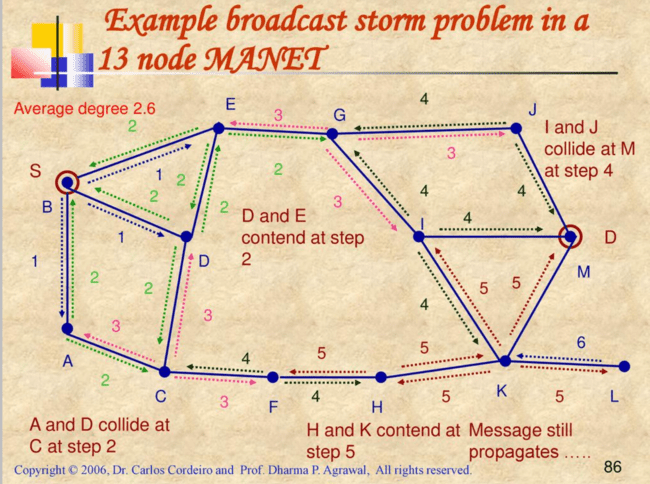 Example broadcast storm problem in a
13 node MANET
Average degree 2.6
E
G
4
J
2
3
3
I and J
collide at M
at step 4
S
1
2
2
2
3
4
4
B
2
D and E
contend at step
2
I
4
D
1
1
D
M
2
2
3
4
5
5
3
6
A
2
C
4
5
5
3
F
4
H
5
K
5
L
A and D collide at
C at step 2
H and K contend at
step 5
Message still
propagates .....
Copyright © 2006, Dr. Carlos Cordeiro and Prof. Dharma P. Agrawal, All rights reserved.
86